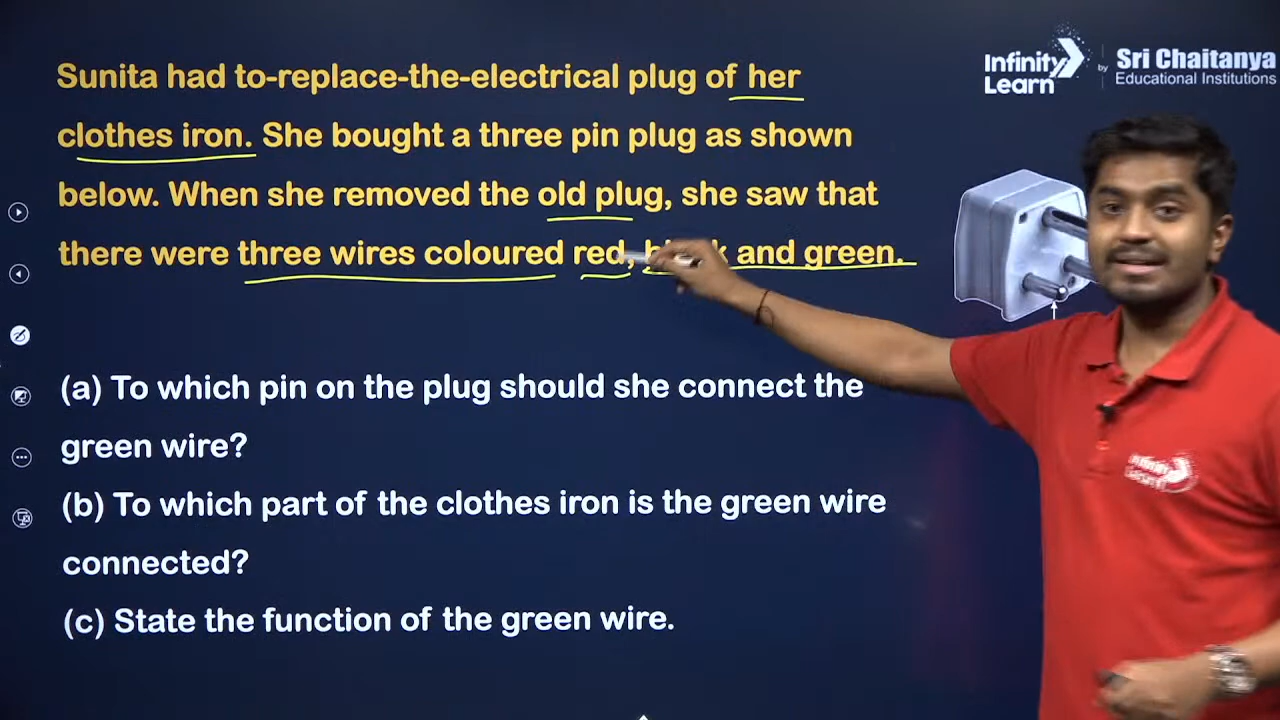 Sunita had to-replace-the-electrical plug of her
clothes iron. She bought a three pin plug as shown
below. When she removed the old plug, she saw that
there were three wires coloured red, and green.
(a) To which pin on the plug should she connect the
green wire?
(b) To which part of the clothes iron is the green wire
connected?
(c) State the function of the green wire.
Infinity Learn by Sri Chaitanya
Educational Institutions
Infinity
Learn